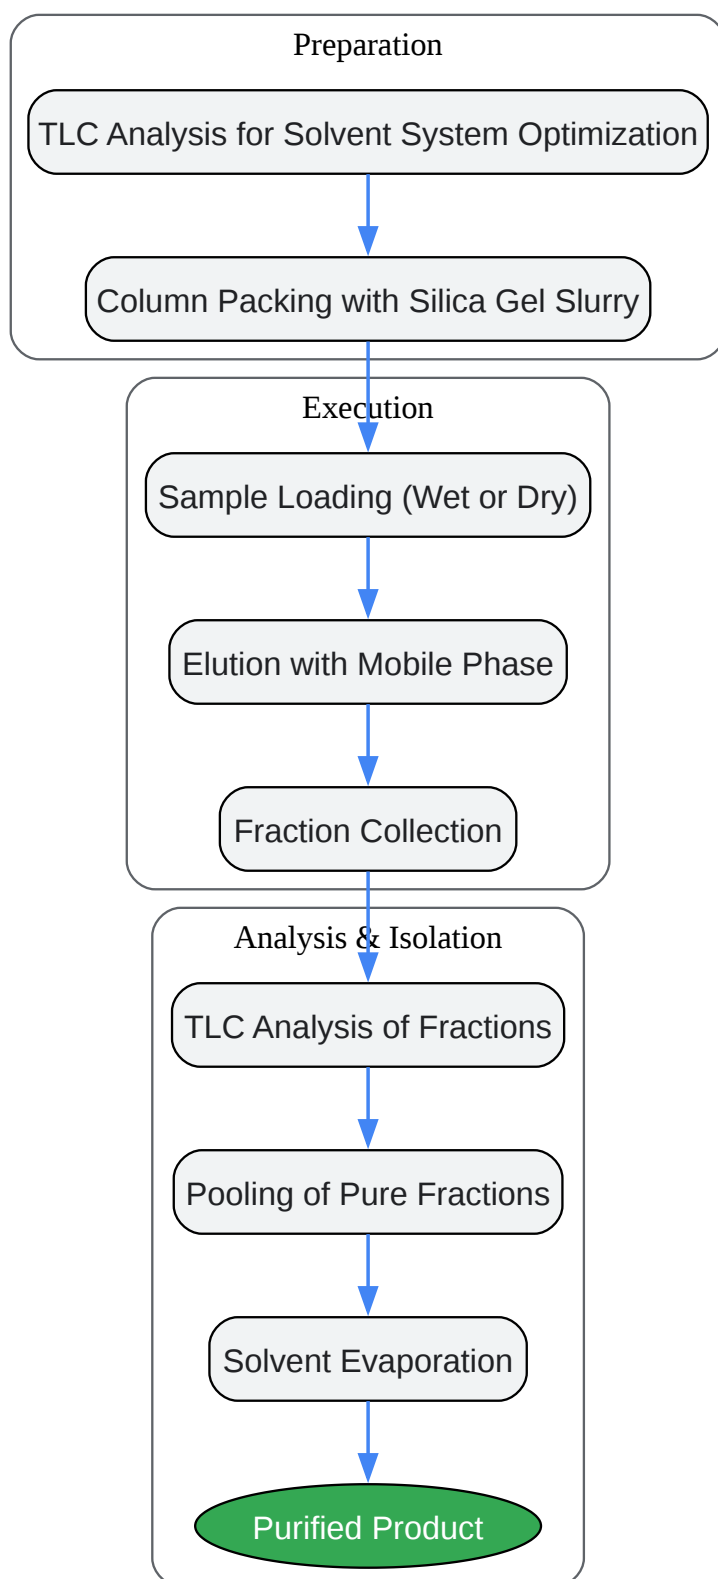 Preparation
TLC Analysis for Solvent System Optimization
Column Packing with Silica Gel Slurry
Execution
Sample Loading (Wet or Dry)
Elution with Mobile Phase
Fraction Collection
Analysis & Isolation
TLC Analysis of Fractions
Pooling of Pure Fractions
Solvent Evaporation
Purified Product